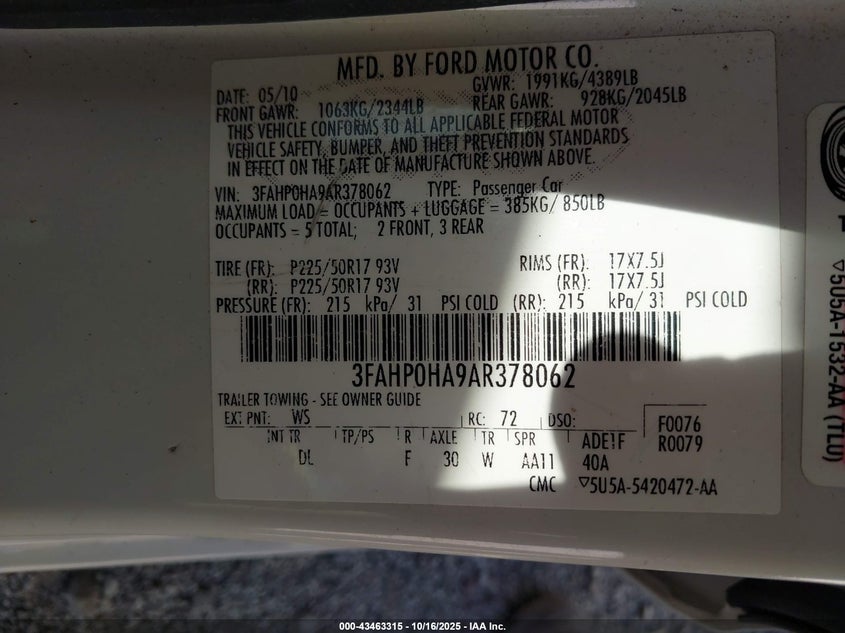 MFD. BY FORD MOTOR CO.
DATE: 05/10 GVWR: 1991KG/4389LB
FRONT GAWR: 1063KG/2344LB REAR GAWR: 928KG/2045LB
THIS VEHICLE CONFORMS TO ALL APPLICABLE FEDERAL MOTOR
VEHICLE SAFETY, BUMPER, AND THEFT PREVENTION STANDARDS
IN EFFECT ON THE DATE OF MANUFACTURE SHOWN ABOVE.
VIN: 3FAHP0HA9AR378062 TYPE: Passenger Car
MAXIMUM LOAD = OCCUPANTS + LUGGAGE = 385KG/ 850LB
OCCUPANTS = 5 TOTAL; 2 FRONT, 3 REAR
TIRE (FR): P225/50R17 93V RIMS (FR): 17X7.5J
(RR): P225/50R17 93V (RR): 17X7.5J
PRESSURE (FR): 215 kPa/ 31 PSI COLD (RR): 215 kPa/ 31 PSI COLD
3FAHP0HA9AR378062
TRAILER TOWING - SEE OWNER GUIDE
EXT PNT: WS RC: 72 DSO: F0076
INT TR TP/PS R AXLE TR SPR ADE1F R0079
DL F 30 W AA11 40A
CMC ▽5U5A-5420472-AA
▽5U5A-1532-AA (TL0)
000-43463315 - 10/16/2025 - IAA Inc.